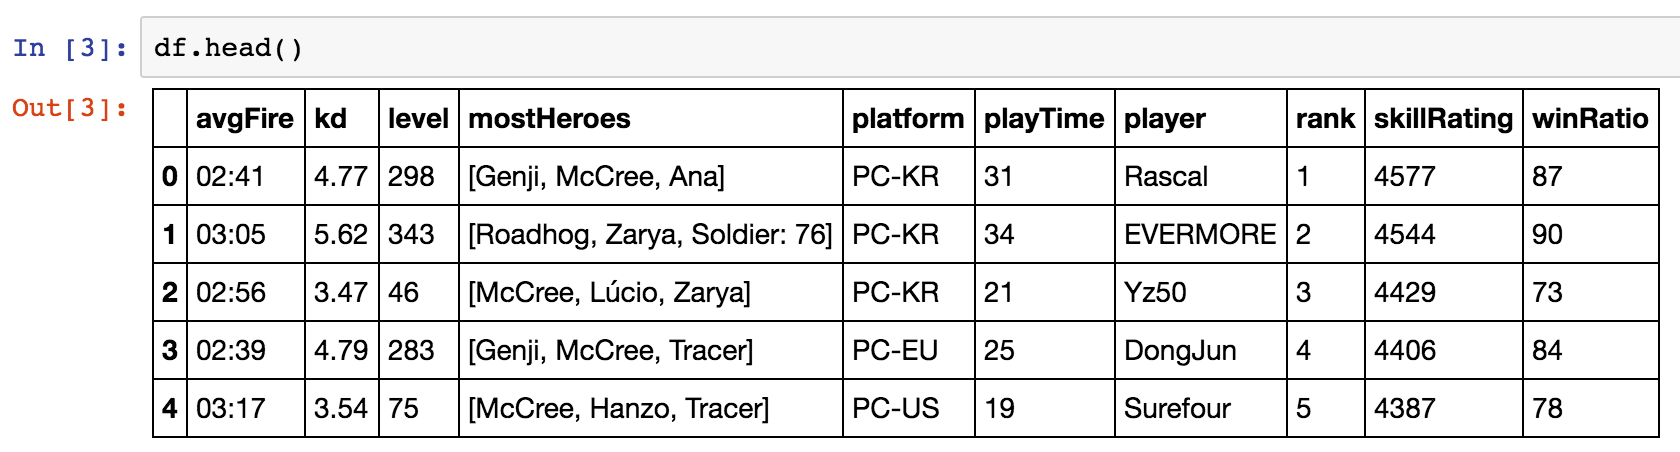 In [3]: df.head()
Out[3]:
avgFire kd level mostHeroes platform playTime player rank skillRating winRatio
0 02:41 4.77 298 [Genji, McCree, Ana] PC-KR 31 Rascal 1 4577 87
1 03:05 5.62 343 [Roadhog, Zarya, Soldier: 76] PC-KR 34 EVERMORE 2 4544 90
2 02:56 3.47 46 [McCree, Lúcio, Zarya] PC-KR 21 Yz50 3 4429 73
3 02:39 4.79 283 [Genji, McCree, Tracer] PC-EU 25 DongJun 4 4406 84
4 03:17 3.54 75 [McCree, Hanzo, Tracer] PC-US 19 Surefour 5 4387 78